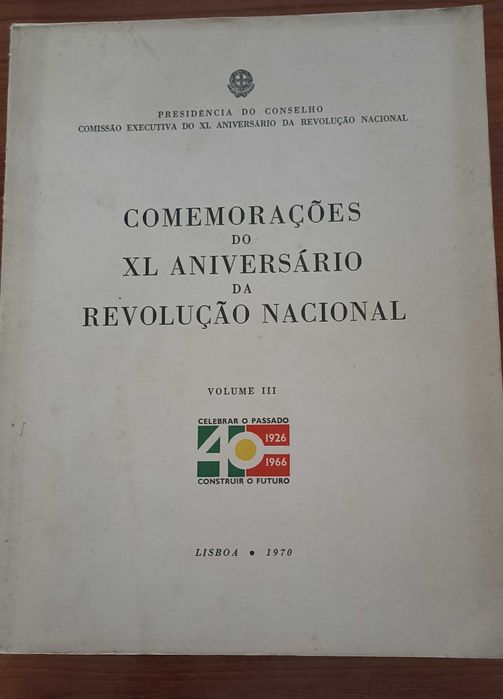 PRESIDÊNCIA DO CONSELHO
COMISSÃO EXECUTIVA DO XL ANIVERSÁRIO DA REVOLUÇÃO NACIONAL
COMEMORAÇÕES
DO
XL ANIVERSÁRIO
DA
REVOLUÇÃO NACIONAL
VOLUME III
CELEBRAR O PASSADO
40
1926
1966
CONSTRUIR O FUTURO
LISBOA • 1970